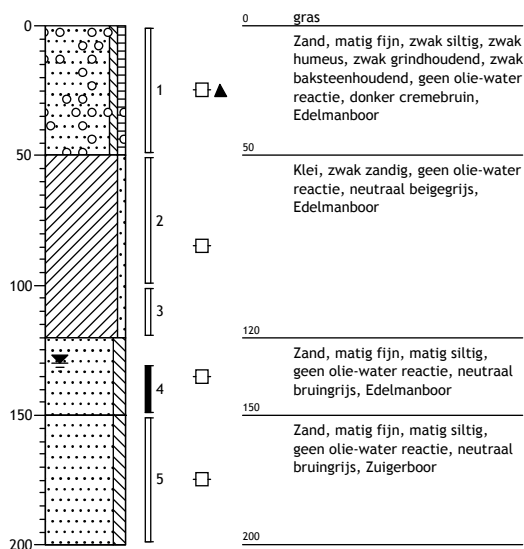 0
50
100
150
200
1
2
3
4
5
0
gras
Zand, matig fijn, zwak siltig, zwak
humeus, zwak grindhoudend, zwak
baksteenhoudend, geen olie-water
reactie, donker cremebruin,
Edelmanboor
50
Klei, zwak zandig, geen olie-water
reactie, neutraal beigegrijs,
Edelmanboor
120
Zand, matig fijn, matig siltig,
geen olie-water reactie, neutraal
bruingrijs, Edelmanboor
150
Zand, matig fijn, matig siltig,
geen olie-water reactie, neutraal
bruingrijs, Zuigerboor
200